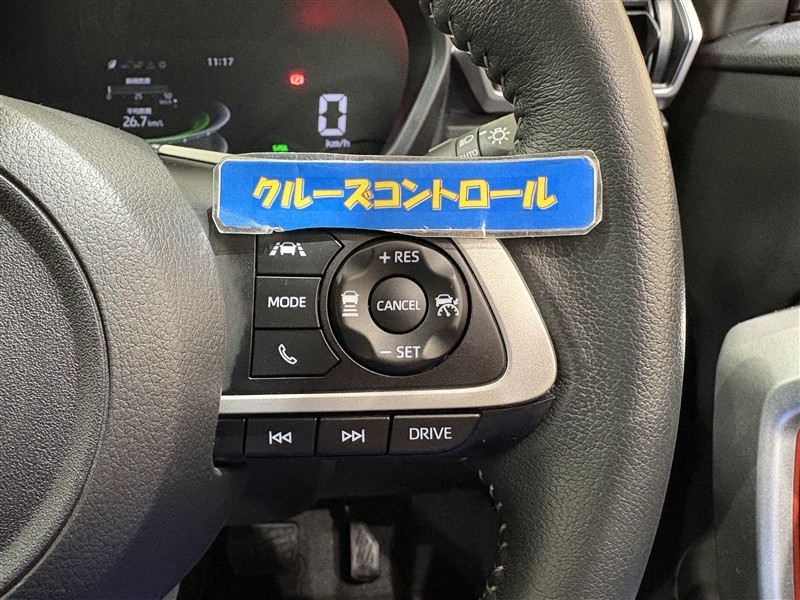 11:17
0
km/h
26.7km/L
AUTO
クルーズコントロール
+ RES
MODE
CANCEL
− SET
DRIVE